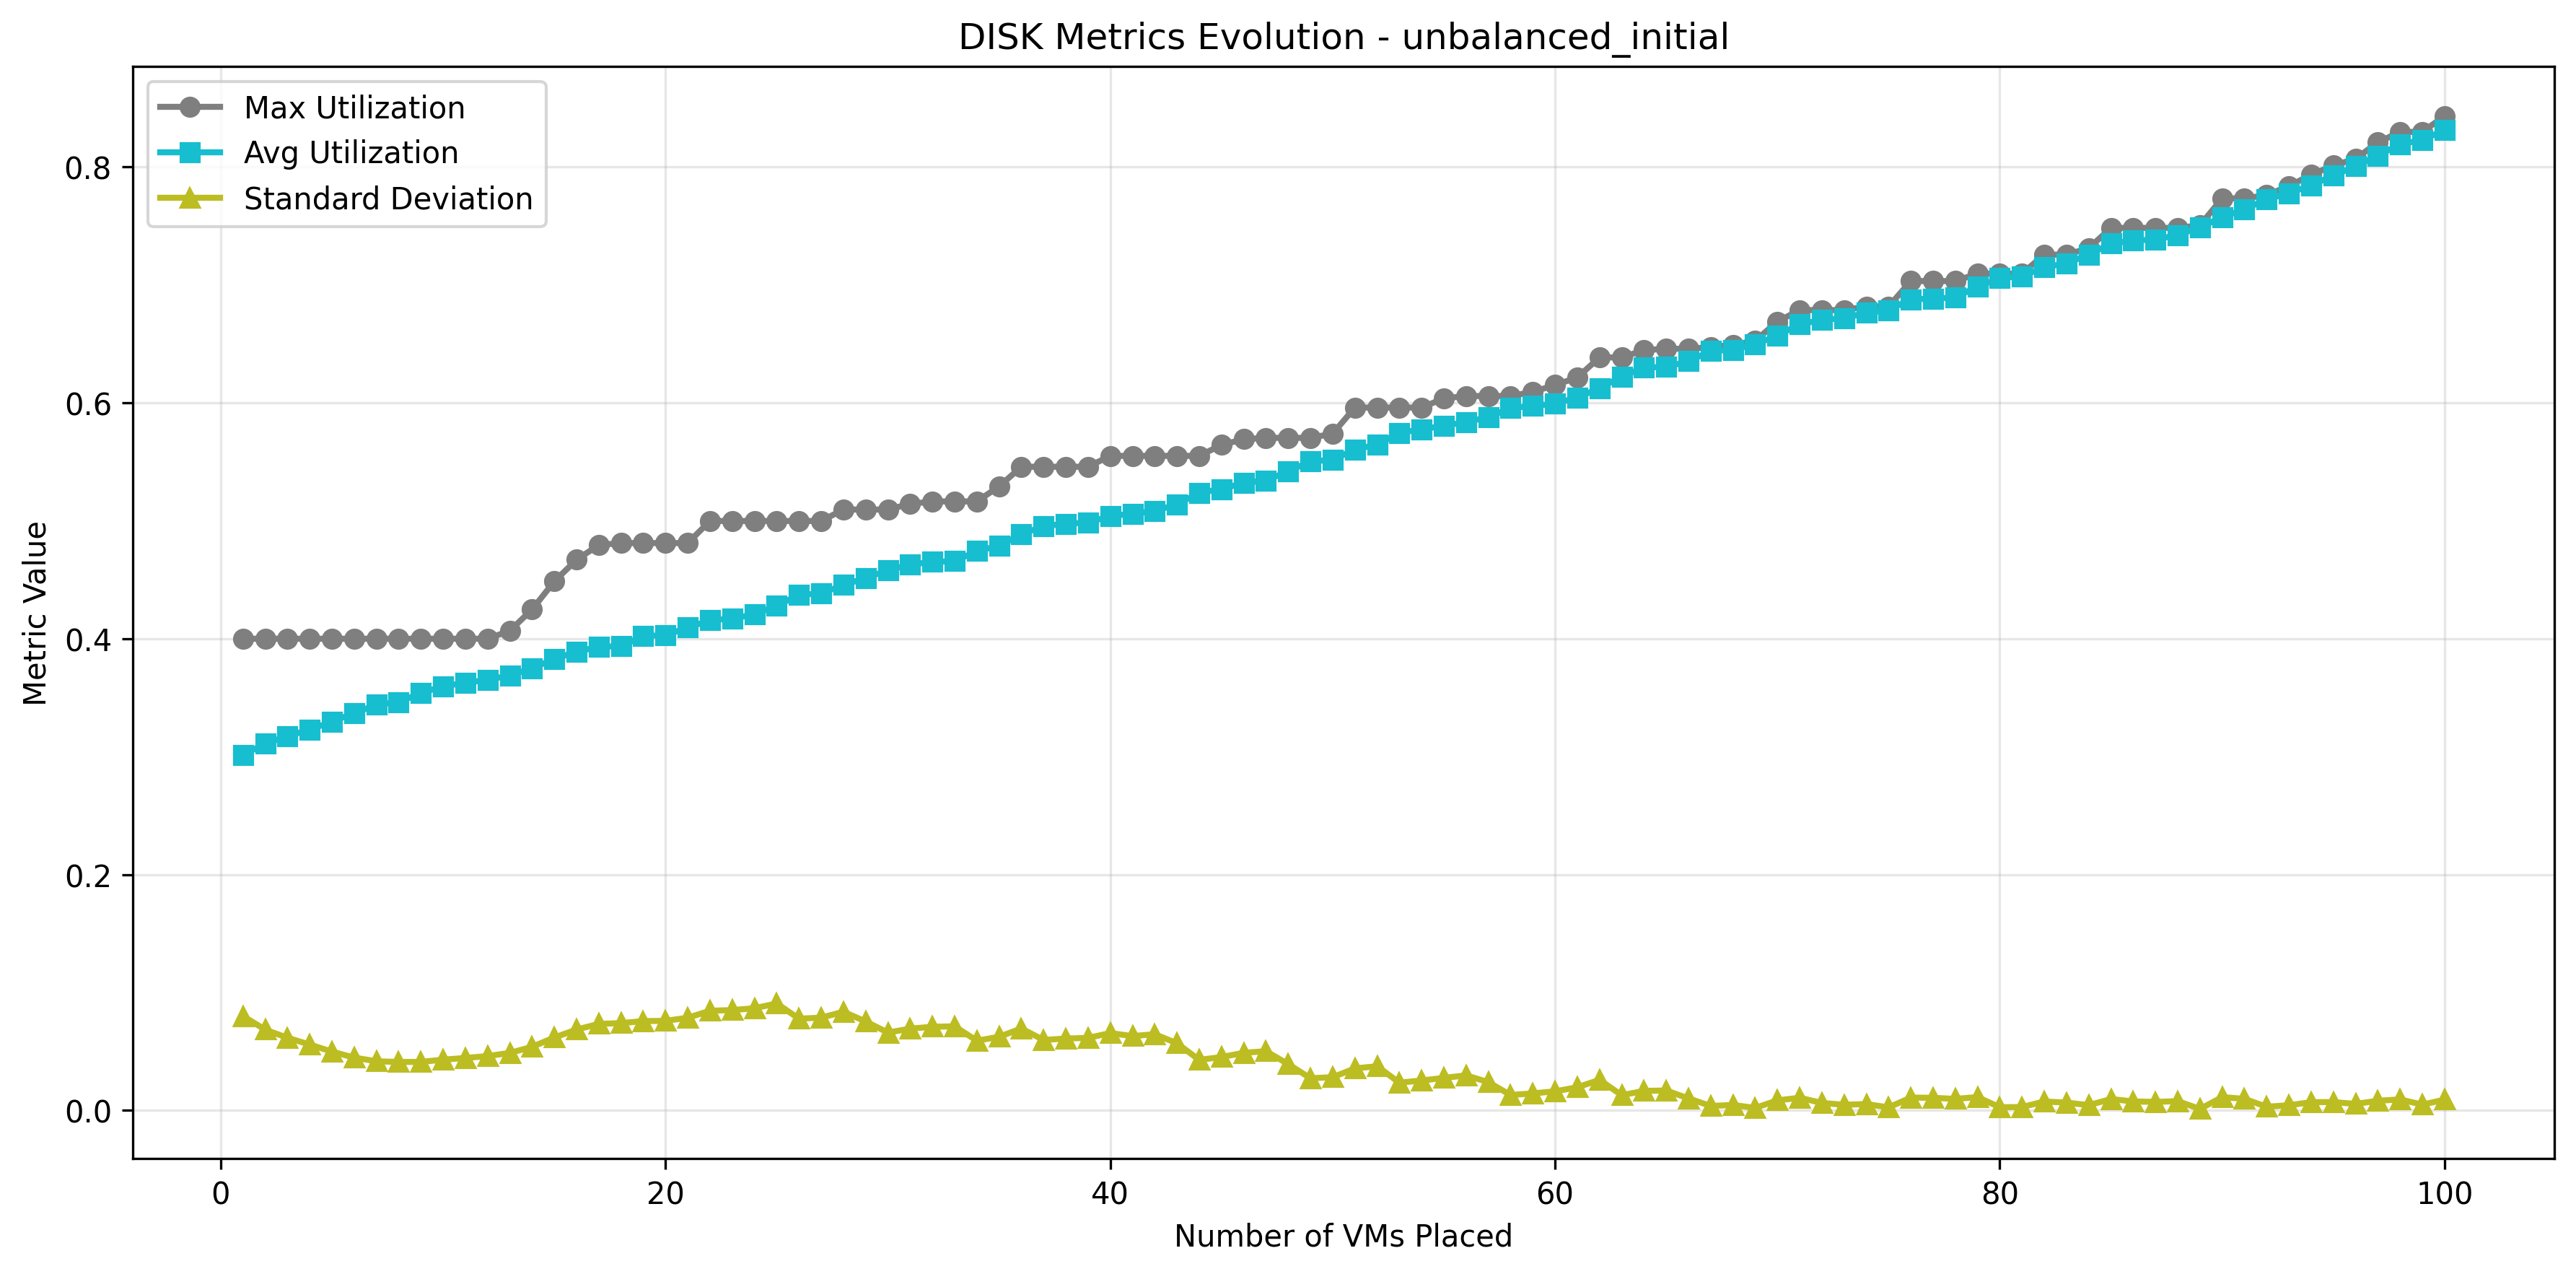 DISK Metrics Evolution - unbalanced_initial
Max Utilization
Avg Utilization
Standard Deviation
Metric Value
0.8
0.6
0.4
0.2
0.0
0
20
40
60
80
100
Number of VMs Placed